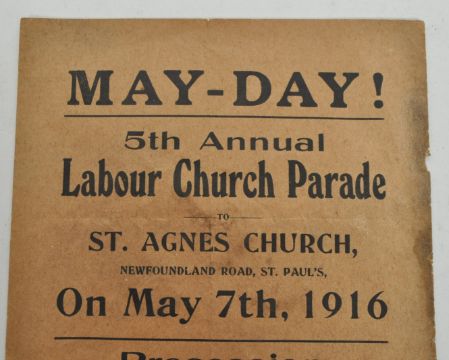 MAY-DAY!
5th Annual
Labour Church Parade
TO
ST. AGNES CHURCH,
NEWFOUNDLAND ROAD, ST. PAUL'S,
On May 7th, 1916
Procession